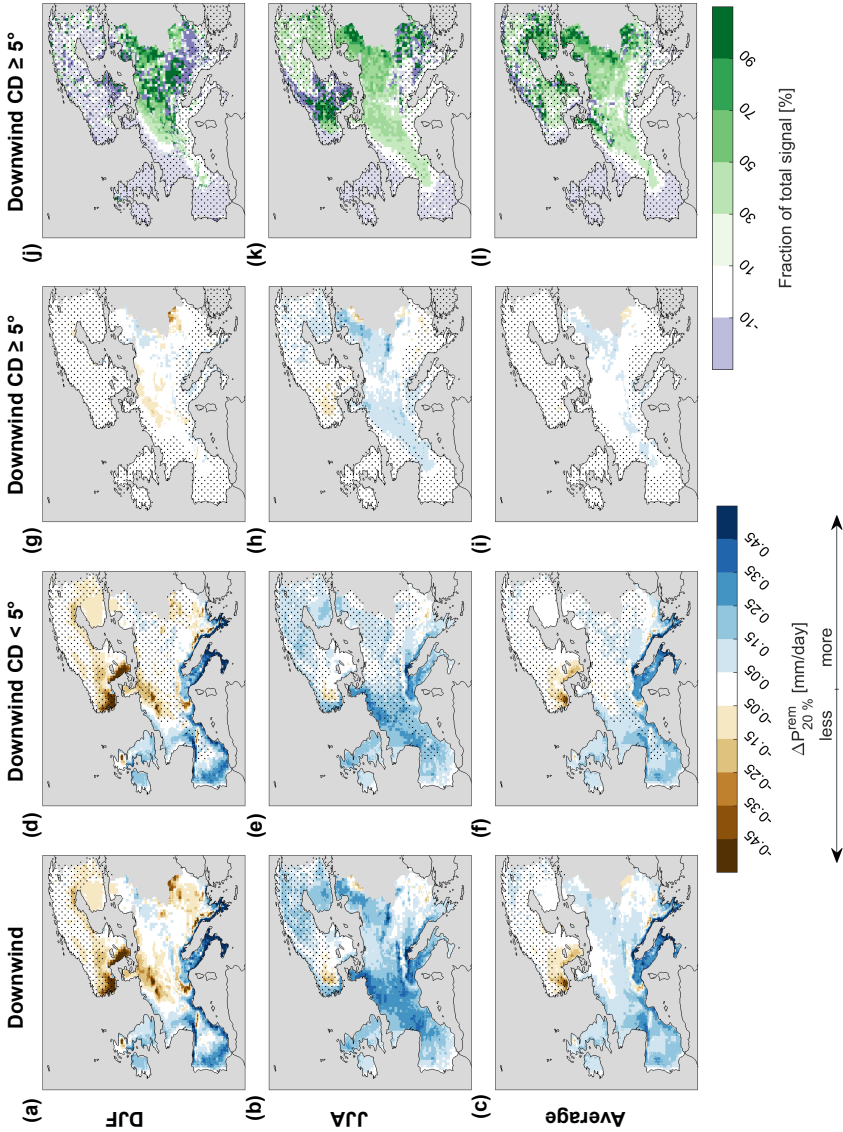 Downwind
Downwind CD < 5°
Downwind CD ≥ 5°
Downwind CD ≥ 5°
(a)
(d)
(g)
(j)
DJF
(b)
(e)
(h)
(k)
JJA
(c)
(f)
(i)
(l)
Average
-0.45
-0.35
-0.25
-0.15
-0.05
0.05
0.15
0.25
0.35
0.45
ΔP^rem_20 % [mm/day]
less
more
-10
10
30
50
70
90
Fraction of total signal [%]